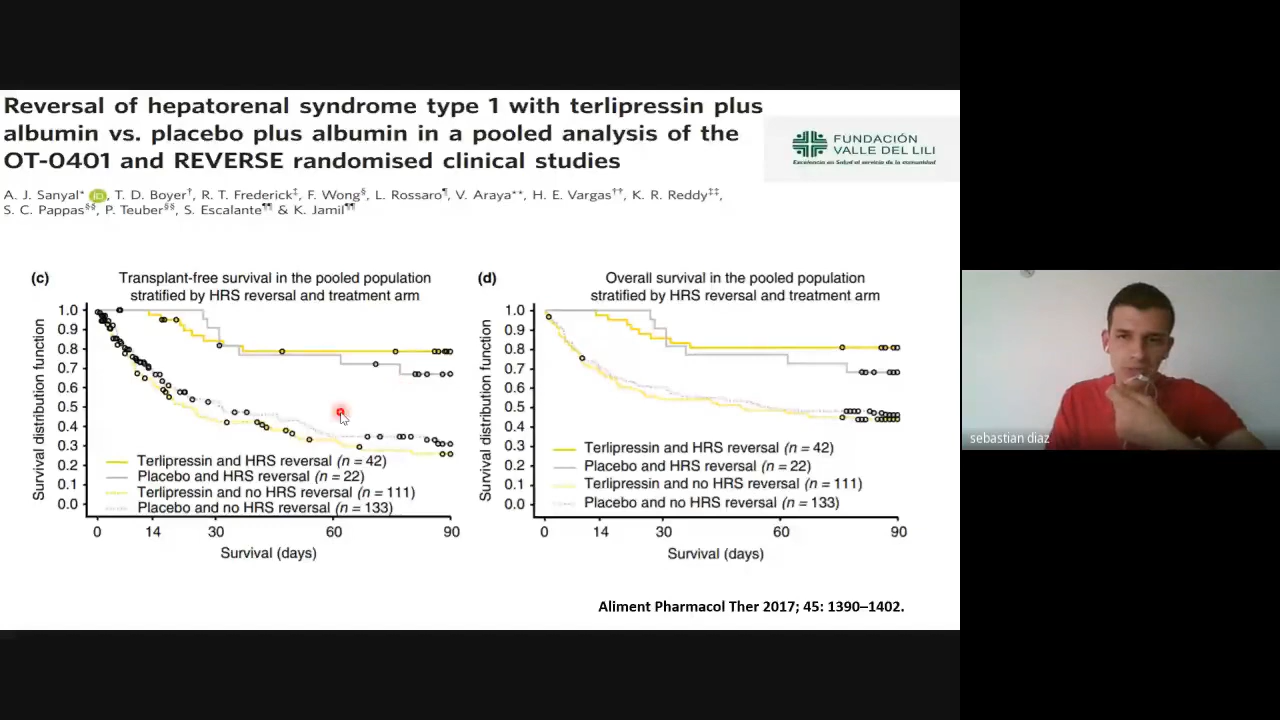 Reversal of hepatorenal syndrome type 1 with terlipressin plus
albumin vs. placebo plus albumin in a pooled analysis of the
OT-0401 and REVERSE randomised clinical studies
FUNDACIÓN
VALLE DEL LILI
Excelencia en Salud al servicio de la comunidad
A. J. Sanyal* iD, T. D. Boyer†, R. T. Frederick‡, F. Wong§, L. Rossaro¶, V. Araya**, H. E. Vargas††, K. R. Reddy‡‡,
S. C. Pappas§§, P. Teuber§§, S. Escalante¶¶ & K. Jamil¶¶
(c)
Transplant-free survival in the pooled population
stratified by HRS reversal and treatment arm
Survival distribution function
1.0
0.9
0.8
0.7
0.6
0.5
0.4
0.3
0.2
0.1
0.0
Terlipressin and HRS reversal (n = 42)
Placebo and HRS reversal (n = 22)
Terlipressin and no HRS reversal (n = 111)
Placebo and no HRS reversal (n = 133)
0 14 30 60 90
Survival (days)
(d)
Overall survival in the pooled population
stratified by HRS reversal and treatment arm
Survival distribution function
1.0
0.9
0.8
0.7
0.6
0.5
0.4
0.3
0.2
0.1
0.0
Terlipressin and HRS reversal (n = 42)
Placebo and HRS reversal (n = 22)
Terlipressin and no HRS reversal (n = 111)
Placebo and no HRS reversal (n = 133)
0 14 30 60 90
Survival (days)
Aliment Pharmacol Ther 2017; 45: 1390–1402.
sebastian diaz